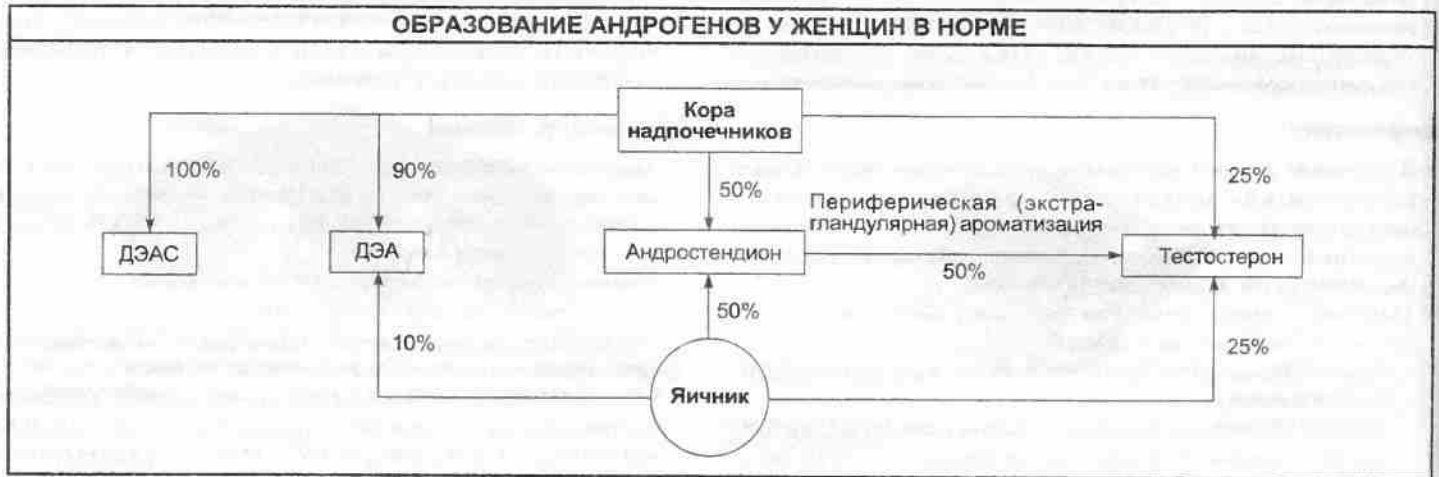 ОБРАЗОВАНИЕ АНДРОГЕНОВ У ЖЕНЩИН В НОРМЕ
Кора
надпочечников
100%
90%
50%
25%
Периферическая (экстра-
гландулярная) ароматизация
ДЭАС
ДЭА
Андростендион
50%
Тестостерон
10%
50%
25%
Яичник